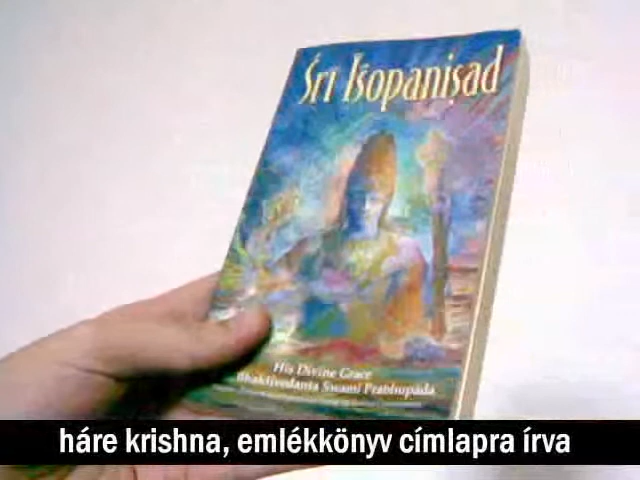 Śrī Īśopaniṣad
His Divine Grace
Bhaktivedanta Swami Prabhupāda
háre krishna, emlékkönyv címlapra írva